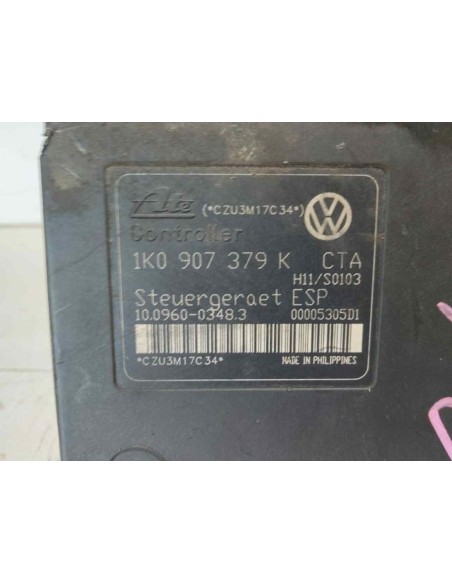 Ate (*CZU3M17C34*)
Controller
1K0 907 379 K CTA
H11/S0103
Steuergeraet ESP
10.0960-0348.3 00005305D1
*CZU3M17C34* MADE IN PHILIPPINES